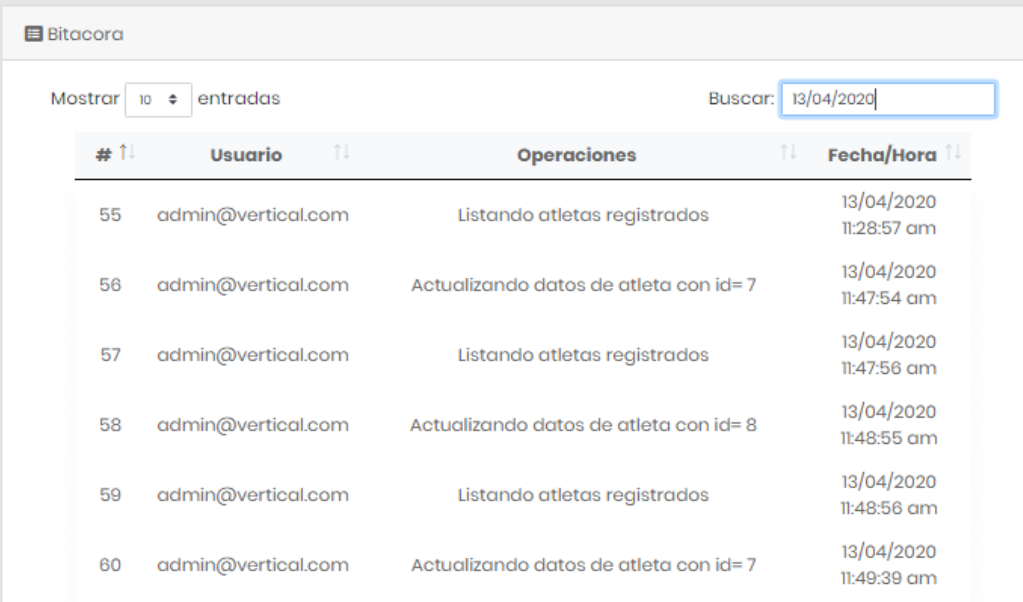 Bitacora
Mostrar 10 entradas Buscar: 13/04/2020
# Usuario Operaciones Fecha/Hora
55 admin@vertical.com Listando atletas registrados 13/04/2020 11:28:57 am
56 admin@vertical.com Actualizando datos de atleta con id= 7 13/04/2020 11:47:54 am
57 admin@vertical.com Listando atletas registrados 13/04/2020 11:47:56 am
58 admin@vertical.com Actualizando datos de atleta con id= 8 13/04/2020 11:48:55 am
59 admin@vertical.com Listando atletas registrados 13/04/2020 11:48:56 am
60 admin@vertical.com Actualizando datos de atleta con id= 7 13/04/2020 11:49:39 am